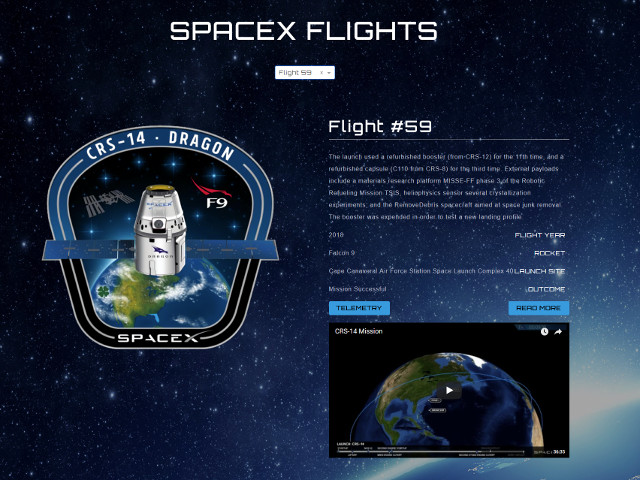 SPACEX FLIGHTS
Flight 59
Flight #59
CRS-14 · DRAGON
F9
SPACEX
DRAGON
SPACEX
The launch used a refurbished booster (from CRS-12) for the 11th time, and a
refurbished capsule (C110 from CRS-8) for the third time. External payloads
include a materials research platform MISSE-FF phase 3 of the Robotic
Refueling Mission TSIS, heliophysics sensor several crystallization
experiments, and the RemoveDebris spacecraft aimed at space junk removal.
The booster was expended in order to test a new landing profile.
2018 FLIGHT YEAR
Falcon 9 ROCKET
Cape Canaveral Air Force Station Space Launch Complex 40 LAUNCH SITE
Mission Successful OUTCOME
TELEMETRY READ MORE
CRS-14 Mission